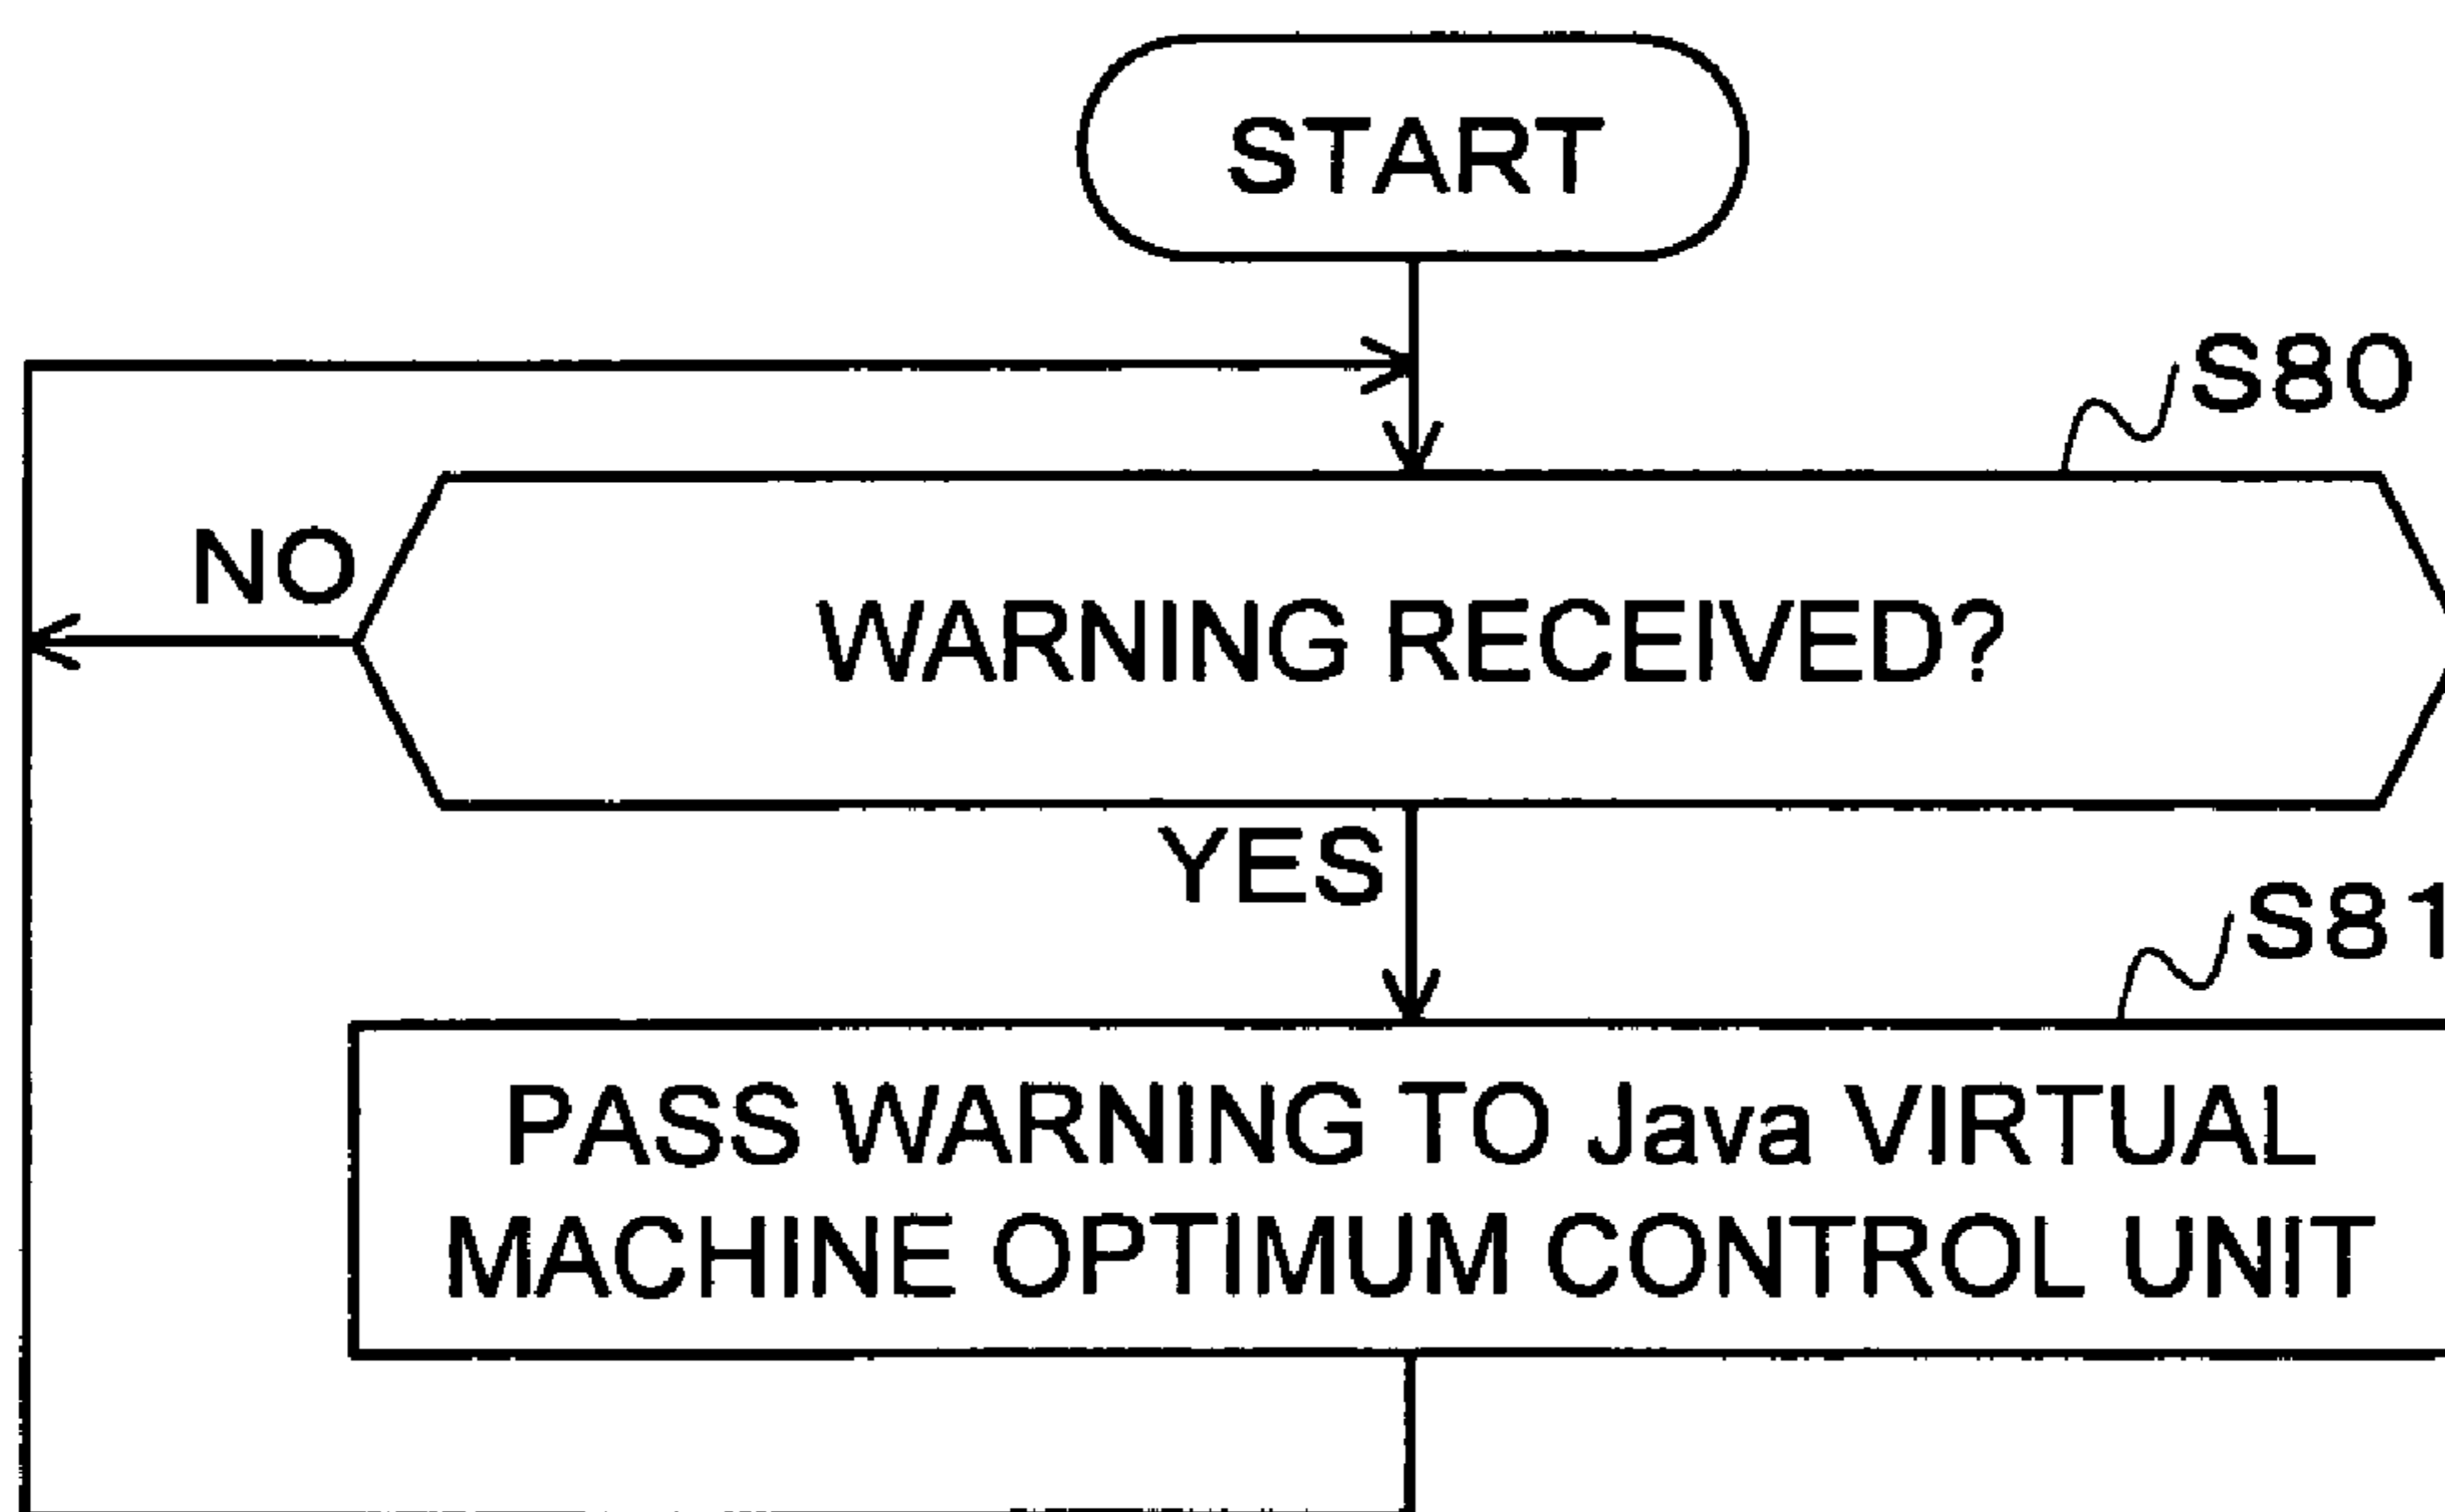 START
S80
NO
WARNING RECEIVED?
YES
S81
PASS WARNING TO Java VIRTUAL
MACHINE OPTIMUM CONTROL UNIT